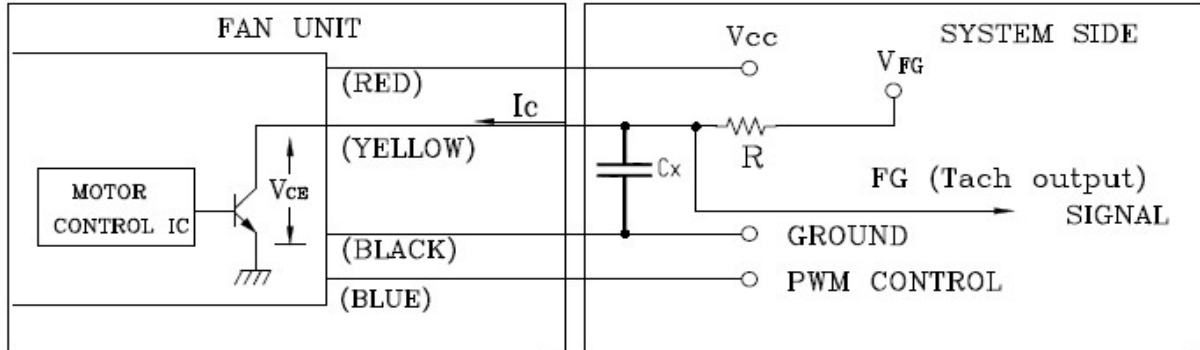 FAN UNIT
SYSTEM SIDE
Vcc
VFG
(RED)
Ic
(YELLOW)
R
Cx
VCE
MOTOR
CONTROL IC
FG (Tach output)
SIGNAL
(BLACK)
GROUND
(BLUE)
PWM CONTROL